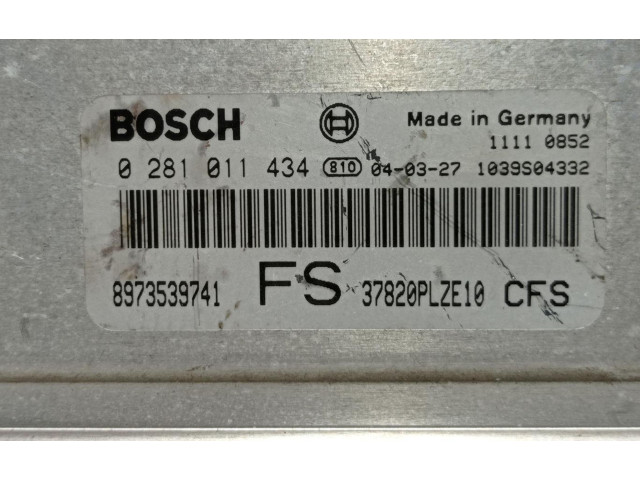 BOSCH Made in Germany
1111 0852
0 281 011 434 810 04-03-27 1039S04332
8973539741 FS 37820PLZE10 CFS